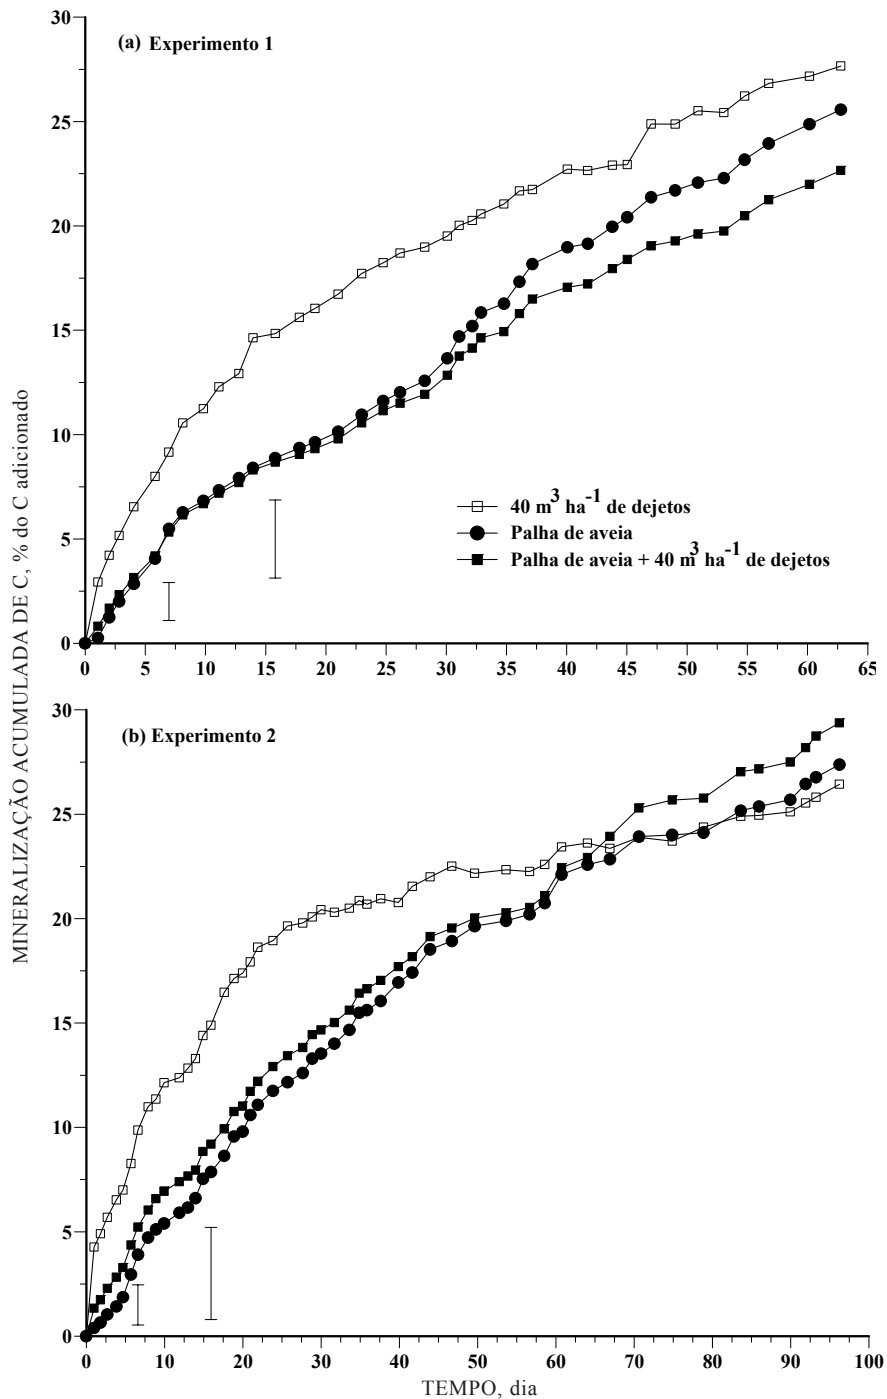 MINERALIZAÇÃO ACUMULADA DE C, % do C adicionado
(a) Experimento 1
30
25
20
15
10
5
0
40 m³ ha⁻¹ de dejetos
Palha de aveia
Palha de aveia + 40 m³ ha⁻¹ de dejetos
0 5 10 15 20 25 30 35 40 45 50 55 60 65
(b) Experimento 2
30
25
20
15
10
5
0
0 10 20 30 40 50 60 70 80 90 100
TEMPO, dia